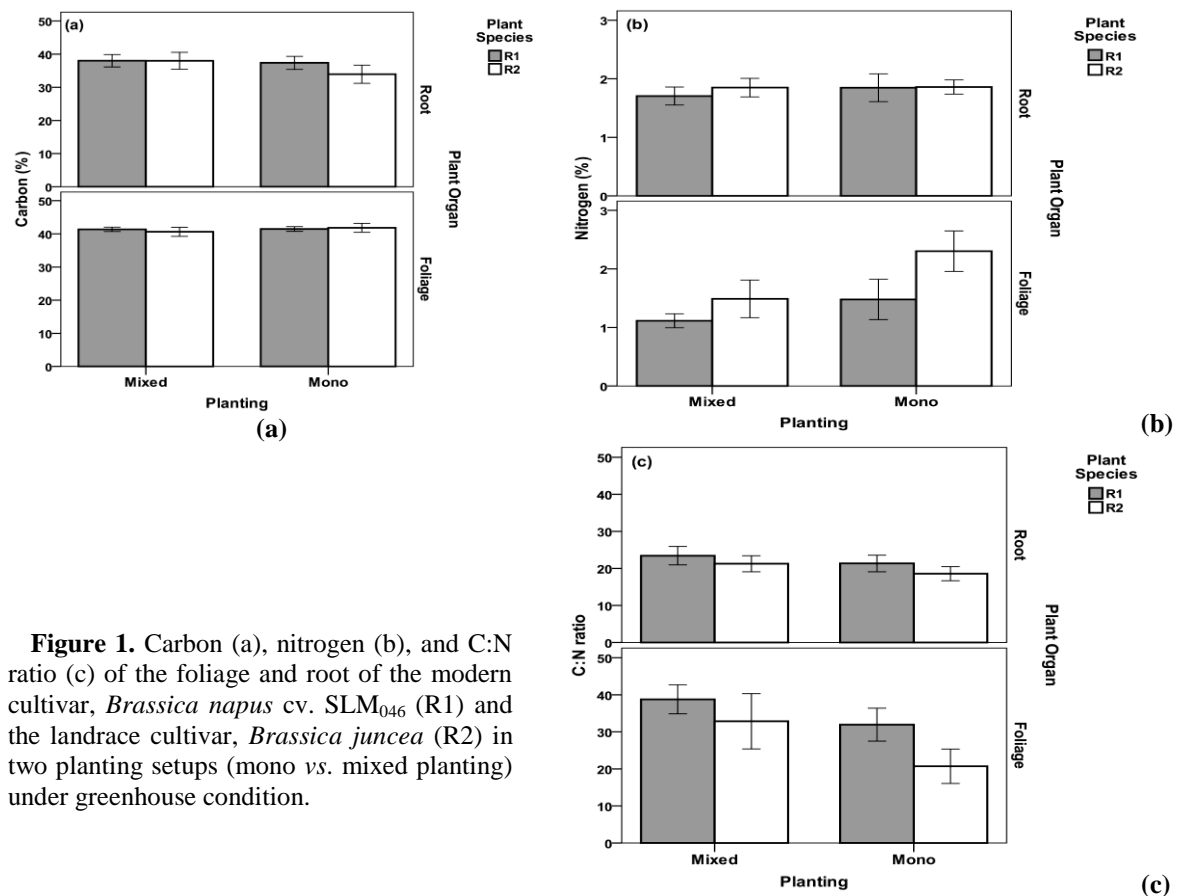 (a)
Plant
Species
R1
R2
50
40
30
20
10
0
Root
Carbon (%)
Plant Organ
50
40
30
20
10
0
Foliage
Mixed
Mono
Planting
(a)
(b)
Plant
Species
R1
R2
3
2
1
0
Root
Nitrogen (%)
Plant Organ
3
2
1
0
Foliage
Mixed
Mono
Planting
(b)
(c)
Plant
Species
R1
R2
50
40
30
20
10
0
Root
C:N ratio
Plant Organ
50
40
30
20
10
0
Foliage
Mixed
Mono
Planting
(c)
Figure 1. Carbon (a), nitrogen (b), and C:N
ratio (c) of the foliage and root of the modern
cultivar, Brassica napus cv. SLM046 (R1) and
the landrace cultivar, Brassica juncea (R2) in
two planting setups (mono vs. mixed planting)
under greenhouse condition.